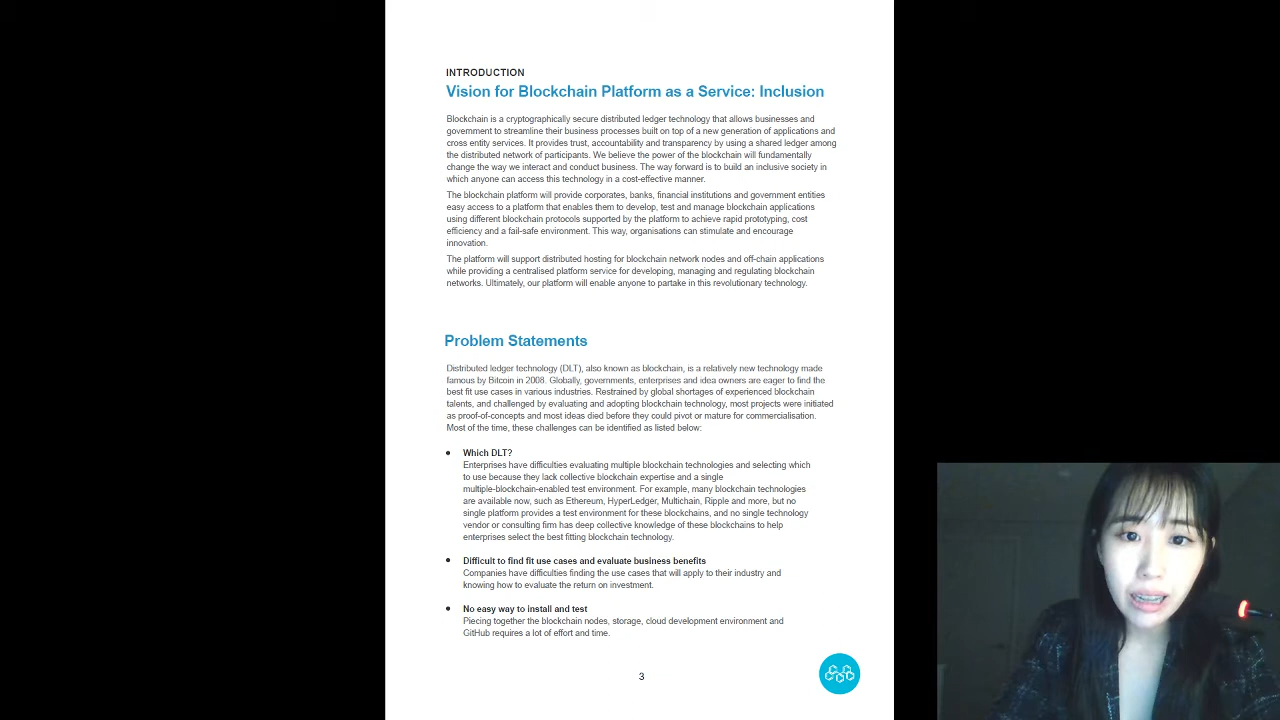 INTRODUCTION
Vision for Blockchain Platform as a Service: Inclusion
Blockchain is a cryptographically secure distributed ledger technology that allows businesses and
government to streamline their business processes built on top of a new generation of applications and
cross entity services. It provides trust, accountability and transparency by using a shared ledger among
the distributed network of participants. We believe the power of the blockchain will fundamentally
change the way we interact and conduct business. The way forward is to build an inclusive society in
which anyone can access this technology in a cost-effective manner.
The blockchain platform will provide corporates, banks, financial institutions and government entities
easy access to a platform that enables them to develop, test and manage blockchain applications
using different blockchain protocols supported by the platform to achieve rapid prototyping, cost
efficiency and a fail-safe environment. This way, organisations can stimulate and encourage
innovation.
The platform will support distributed hosting for blockchain network nodes and off-chain applications
while providing a centralised platform service for developing, managing and regulating blockchain
networks. Ultimately, our platform will enable anyone to partake in this revolutionary technology.
Problem Statements
Distributed ledger technology (DLT), also known as blockchain, is a relatively new technology made
famous by Bitcoin in 2008. Globally, governments, enterprises and idea owners are eager to find the
best fit use cases in various industries. Restrained by global shortages of experienced blockchain
talents, and challenged by evaluating and adopting blockchain technology, most projects were initiated
as proof-of-concepts and most ideas died before they could pivot or mature for commercialisation.
Most of the time, these challenges can be identified as listed below:
• Which DLT?
Enterprises have difficulties evaluating multiple blockchain technologies and selecting which
to use because they lack collective blockchain expertise and a single
multiple-blockchain-enabled test environment. For example, many blockchain technologies
are available now, such as Ethereum, HyperLedger, Multichain, Ripple and more, but no
single platform provides a test environment for these blockchains, and no single technology
vendor or consulting firm has deep collective knowledge of these blockchains to help
enterprises select the best fitting blockchain technology.
• Difficult to find fit use cases and evaluate business benefits
Companies have difficulties finding the use cases that will apply to their industry and
knowing how to evaluate the return on investment.
• No easy way to install and test
Piecing together the blockchain nodes, storage, cloud development environment and
GitHub requires a lot of effort and time.
3